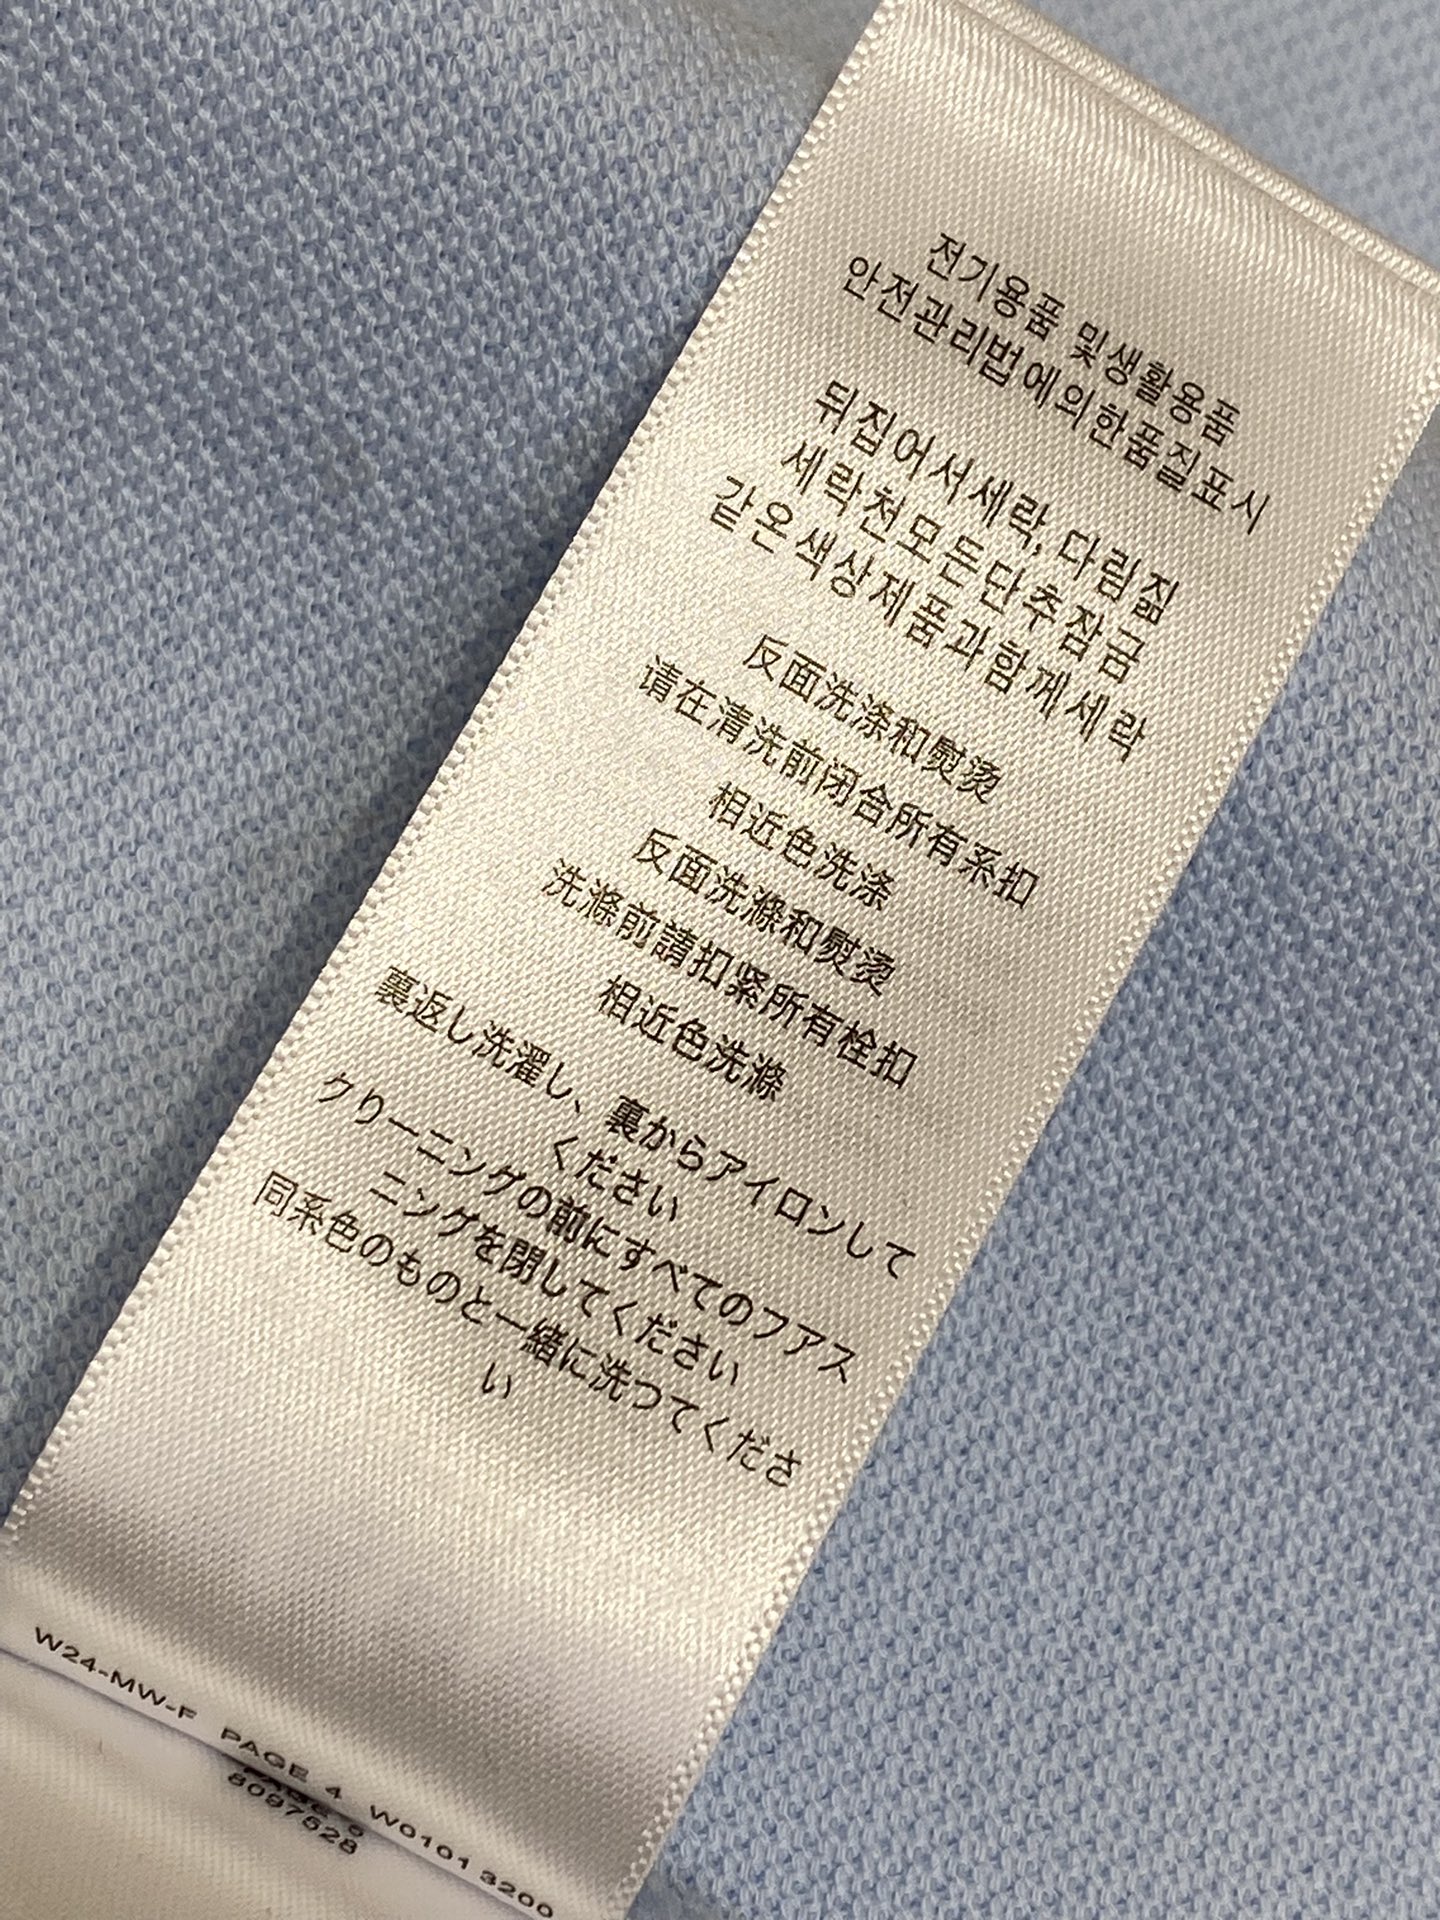 전기용품 및생활용품
안전관리법에의한품질표시
뒤집어서세락, 다림짊
세락천모든단추잠금
같은색상제품과함께세락
反面洗涤和熨烫
请在清洗前闭合所有系扣
相近色洗涤
反面洗滌和熨燙
洗滌前請扣紧所有栓扣
相近色洗滌
裏返し洗濯し、裏からアイロンして
ください
クリーニングの前にすべてのフアス
ニングを閉してください
同系色のものと一緒に洗つてくださ
い
W24-MW-F PAGE 4 W0101 3200
8097528